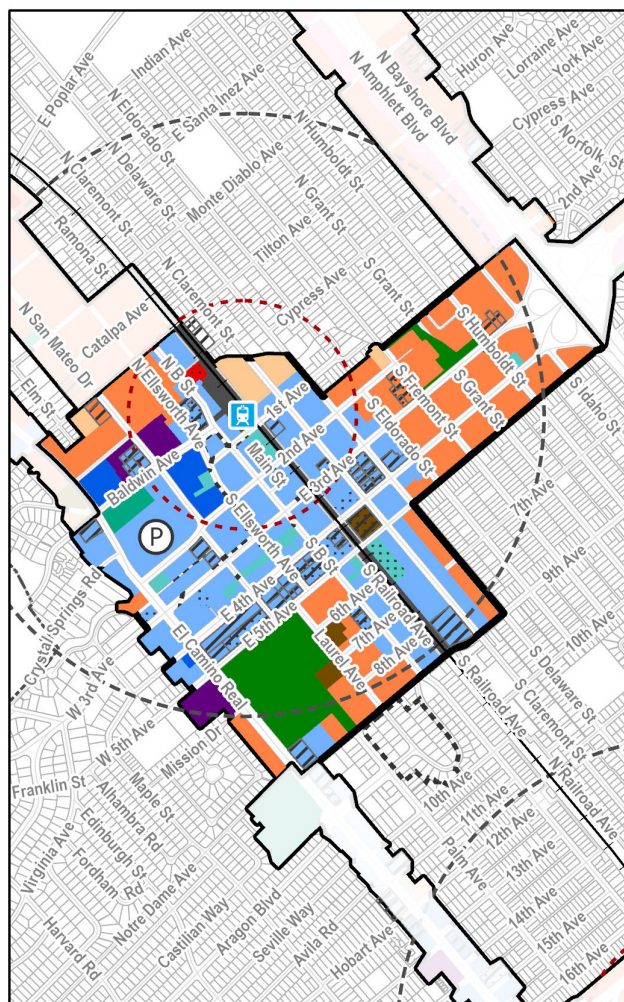 Indian Ave
Huron Ave
Lorraine Ave
York Ave
E Poplar Ave
N Bayshore Blvd
N Amphlett Blvd
Cypress Ave
S Norfolk St
2nd Ave
N Eldorado St
E Santa Inez Ave
N Humboldt St
N Delaware St
N Claremont St
Monte Diablo Ave
N Grant St
Ramona St
Tilton Ave
N Claremont St
Cypress Ave
S Grant St
Catalpa Ave
N San Mateo Dr
S Humboldt St
N B St
Elm St
N Ellsworth Ave
1st Ave
S Fremont St
S Grant St
S Idaho St
2nd Ave
S Eldorado St
Main St
Baldwin Ave
E 3rd Ave
7th Ave
P
S Ellsworth Ave
9th Ave
S B St
Crystal Springs Rd
E 4th Ave
S Railroad Ave
10th Ave
E 5th Ave
6th Ave
7th Ave
El Camino Real
Laurel Ave
8th Ave
S Delaware St
W 3rd Ave
S Railroad Ave
S Claremont St
W 5th Ave
Mission Dr
N Railroad Ave
Franklin St
Maple St
10th Ave
11th Ave
Alhambra Rd
12th Ave
Virginia Ave
Edinburgh St
Palm Ave
13th Ave
Fordham Rd
Notre Dame Ave
14th Ave
Castilian Way
Aragon Blvd
15th Ave
Harvard Rd
Seville Way
Avila Rd
Hobart Ave
16th Ave